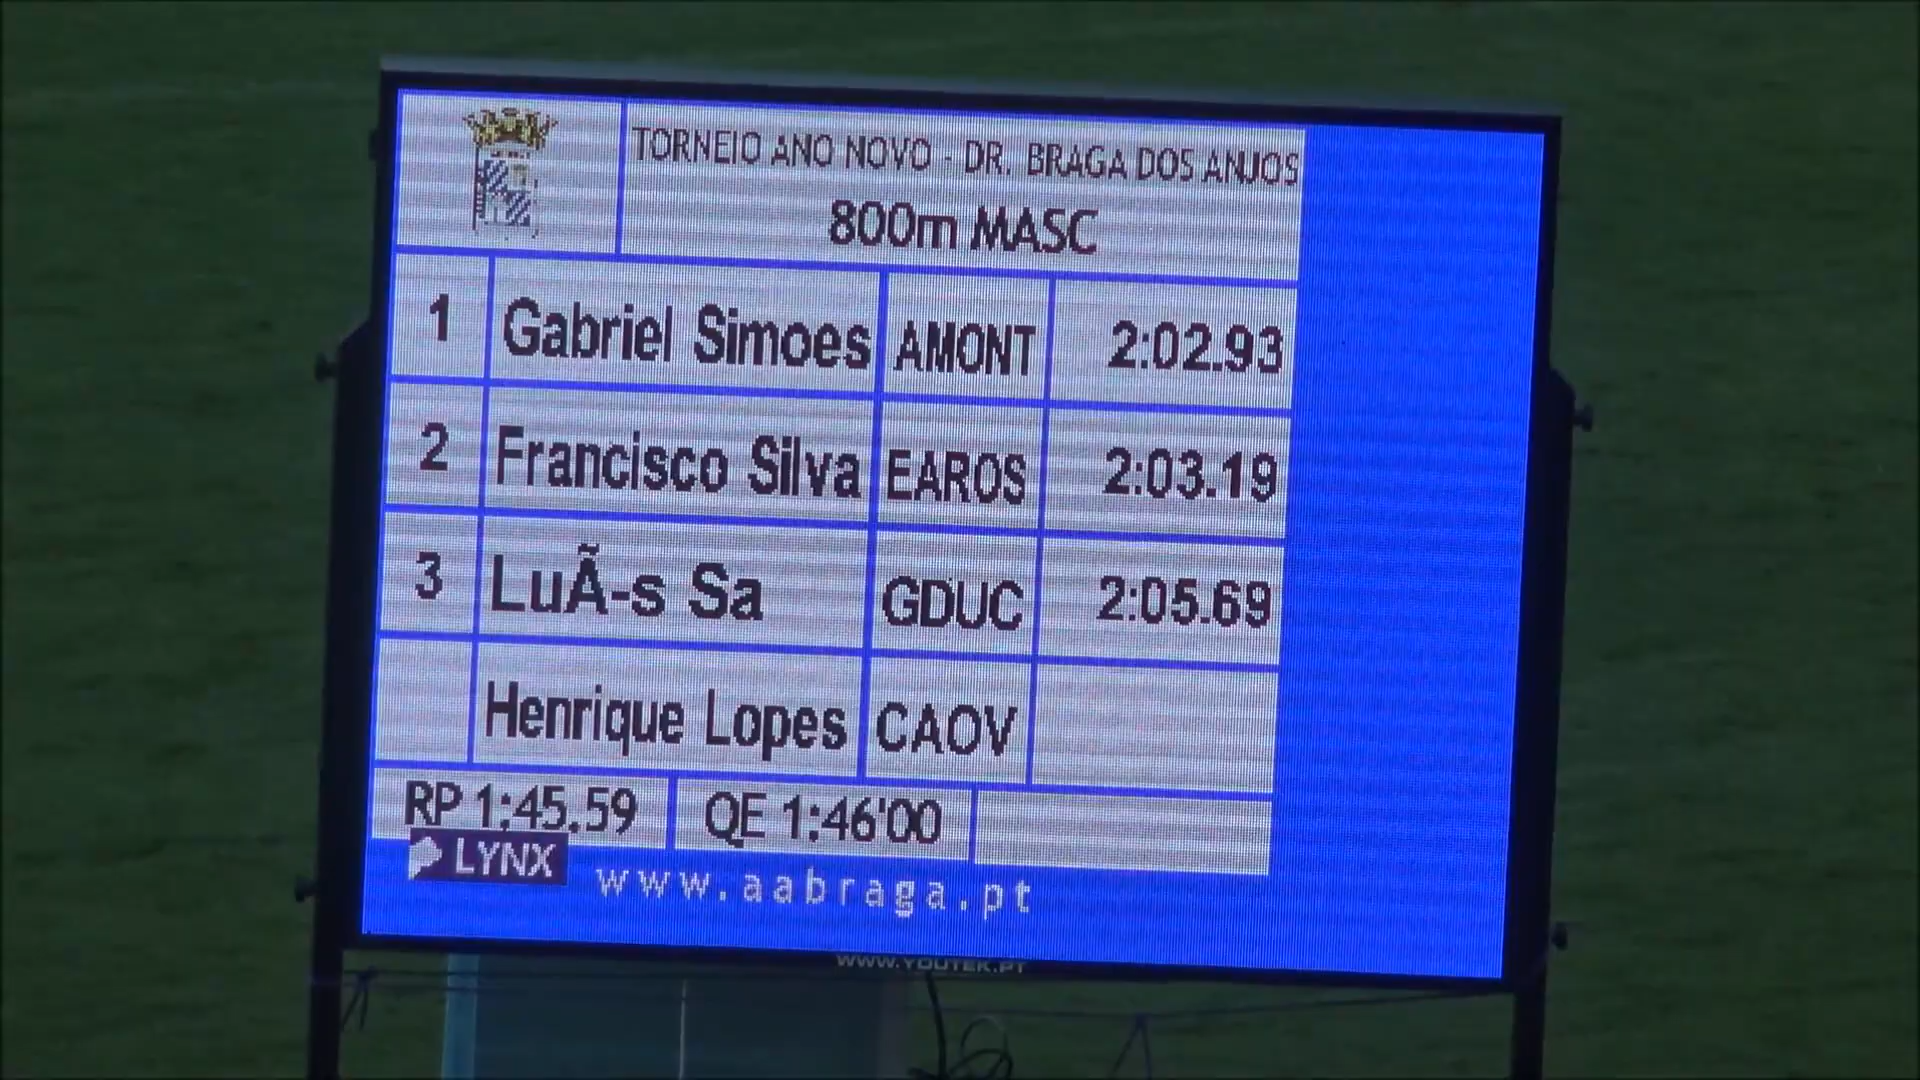 TORNEIO ANO NOVO - DR. BRAGA DOS ANJOS
800m MASC
1 Gabriel Simoes AMONT 2:02.93
2 Francisco Silva EAROS 2:03.19
3 LuÃ-s Sa GDUC 2:05.69
Henrique Lopes CAOV
RP 1:45.59 QE 1:46'00
LYNX www.aabraga.pt
WWW.YOUTEK.PT